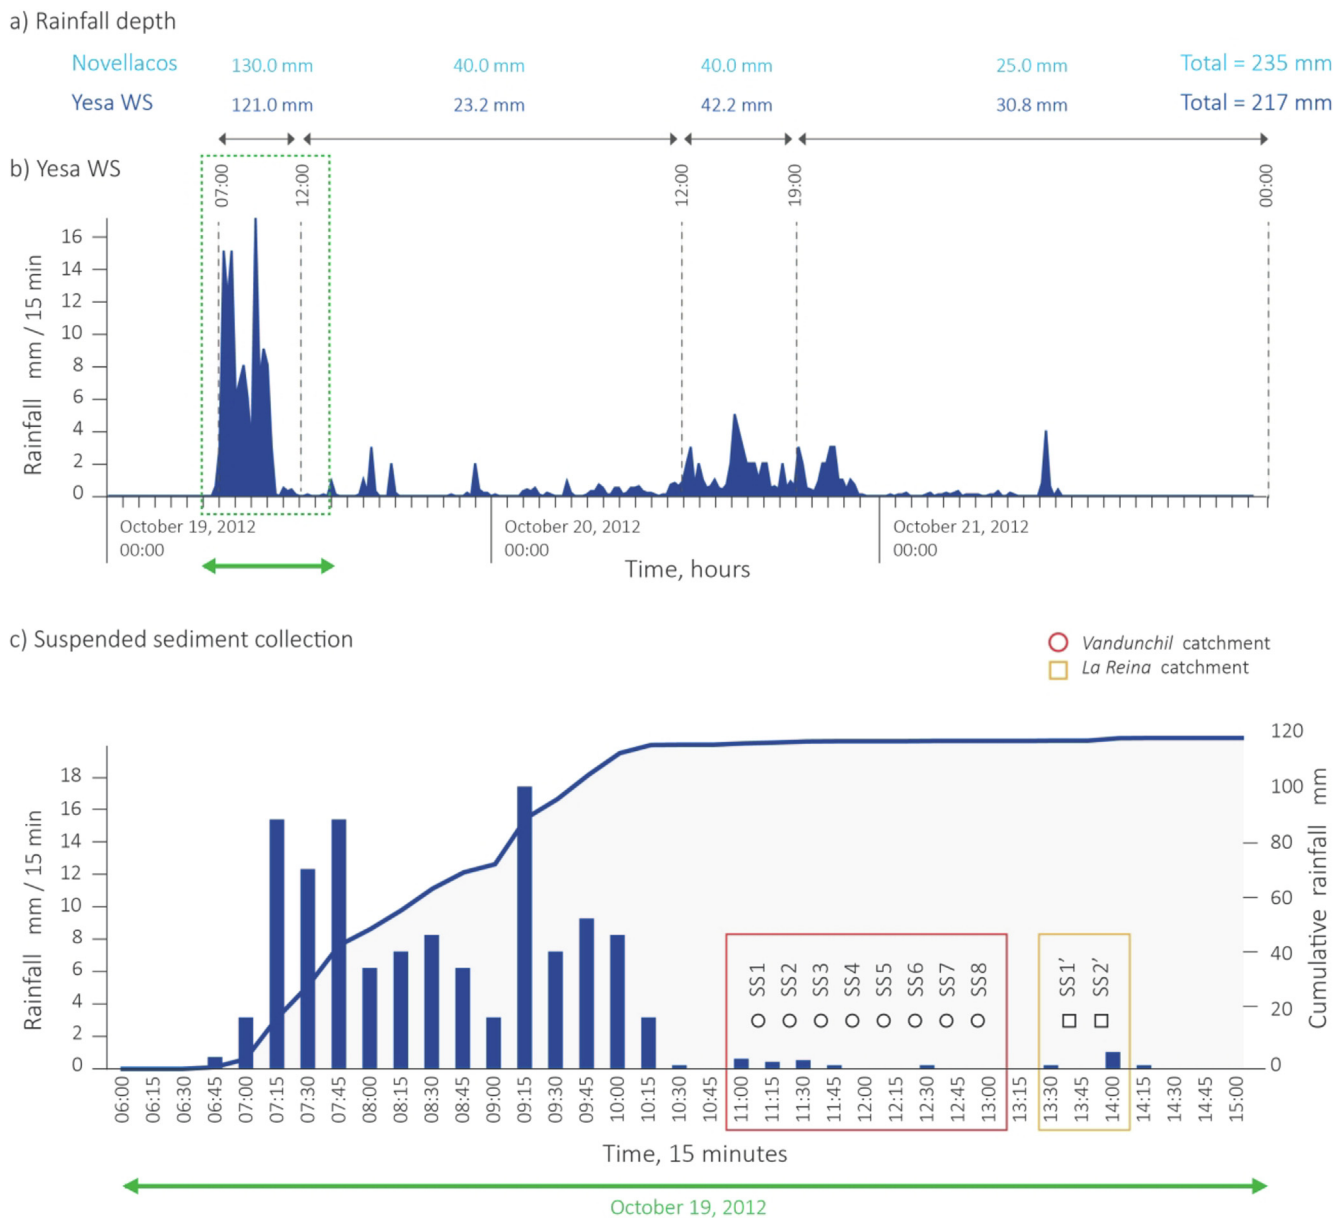 a) Rainfall depth
Novellacos 130.0 mm 40.0 mm 40.0 mm 25.0 mm Total = 235 mm
Yesa WS 121.0 mm 23.2 mm 42.2 mm 30.8 mm Total = 217 mm
b) Yesa WS
07:00 12:00 12:00 19:00 00:00
Rainfall mm / 15 min
16
14
12
10
8
6
4
2
0
October 19, 2012 October 20, 2012 October 21, 2012
00:00 00:00 00:00
Time, hours
c) Suspended sediment collection
Vandunchil catchment
La Reina catchment
Rainfall mm / 15 min
18
16
14
12
10
8
6
4
2
0
120
100
80
60
40
20
0
Cumulative rainfall mm
SS1 SS2 SS3 SS4 SS5 SS6 SS7 SS8 SS1′ SS2′
06:00 06:15 06:30 06:45 07:00 07:15 07:30 07:45 08:00 08:15 08:30 08:45 09:00 09:15 09:30 09:45 10:00 10:15 10:30 10:45 11:00 11:15 11:30 11:45 12:00 12:15 12:30 12:45 13:00 13:15 13:30 13:45 14:00 14:15 14:30 14:45 15:00
Time, 15 minutes
October 19, 2012